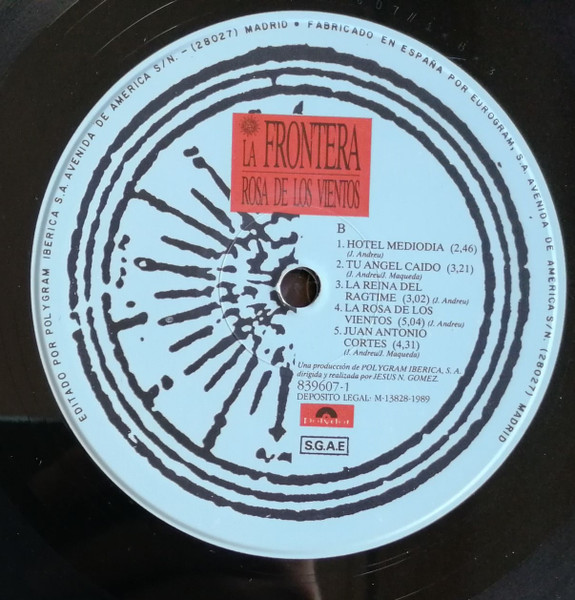 EDITADO POR POLYGRAM IBERICA S.A. AVENIDA DE AMERICA S/N. - (28027) MADRID • FABRICADO EN ESPAÑA POR EUROGRAM, S.A. AVENIDA DE AMERICA S/N. (28027) MADRID
LA FRONTERA
ROSA DE LOS VIENTOS
B
1. HOTEL MEDIODIA (2,46)
(J. Andreu)
2. TU ANGEL CAIDO (3,21)
(J. Andreu/J. Maqueda)
3. LA REINA DEL
RAGTIME (3,02) (J. Andreu)
4. LA ROSA DE LOS
VIENTOS (5,04) (J. Andreu)
5. JUAN ANTONIO
CORTES (4,31)
(J. Andreu/J. Maqueda)
Una producción de POLYGRAM IBERICA, S.A.
dirigida y realizada por JESUS N. GOMEZ.
839607-1
DEPOSITO LEGAL: M-13828-1989
polydor
S.G.A.E